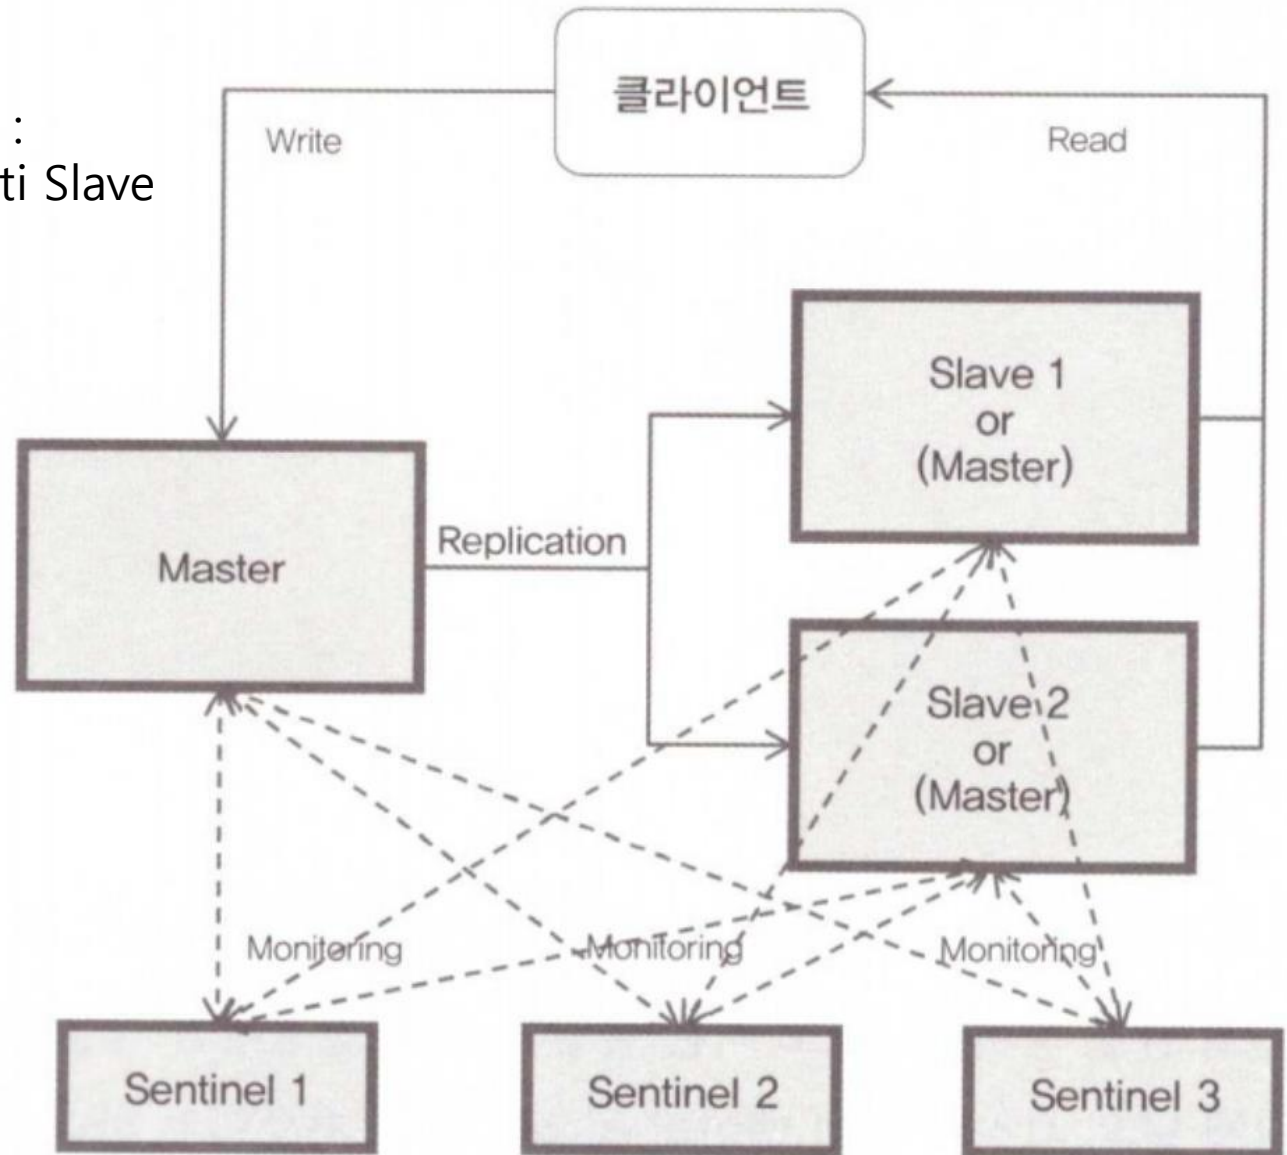 클라이언트
:
Write
Read
ti Slave
Slave 1
or
(Master)
Replication
Master
Slave 2
or
(Master)
Monitoring
Monitoring
Monitoring
Sentinel 1
Sentinel 2
Sentinel 3